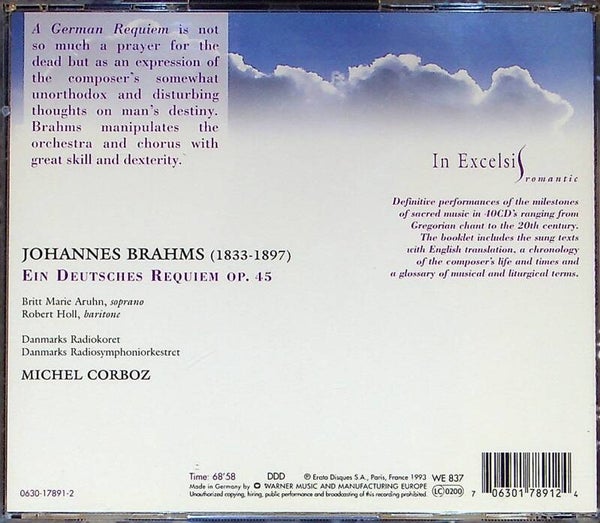 A German Requiem is not
so much a prayer for the
dead but as an expression of
the composer's somewhat
unorthodox and disturbing
thoughts on man's destiny.
Brahms manipulates the
orchestra and chorus with
great skill and dexterity.
In Excelsis
romantic
Definitive performances of the milestones
of sacred music in 40CD's ranging from
Gregorian chant to the 20th century.
The booklet includes the sung texts
with English translation, a chronology
of the composer's life and times and
a glossary of musical and liturgical terms.
JOHANNES BRAHMS (1833-1897)
EIN DEUTSCHES REQUIEM OP. 45
Britt Marie Aruhn, soprano
Robert Holl, baritone
Danmarks Radiokoret
Danmarks Radiosymphoniorkestret
MICHEL CORBOZ
0630-17891-2
Time: 68'58 DDD ℗ Erato Disques S.A., Paris, France 1993 WE 837
Made in Germany by WARNER MUSIC AND MANUFACTURING EUROPE
Unauthorized copying, hiring, public performance and broadcasting of this recording prohibited.
LC 0200
7 06301 78912 4